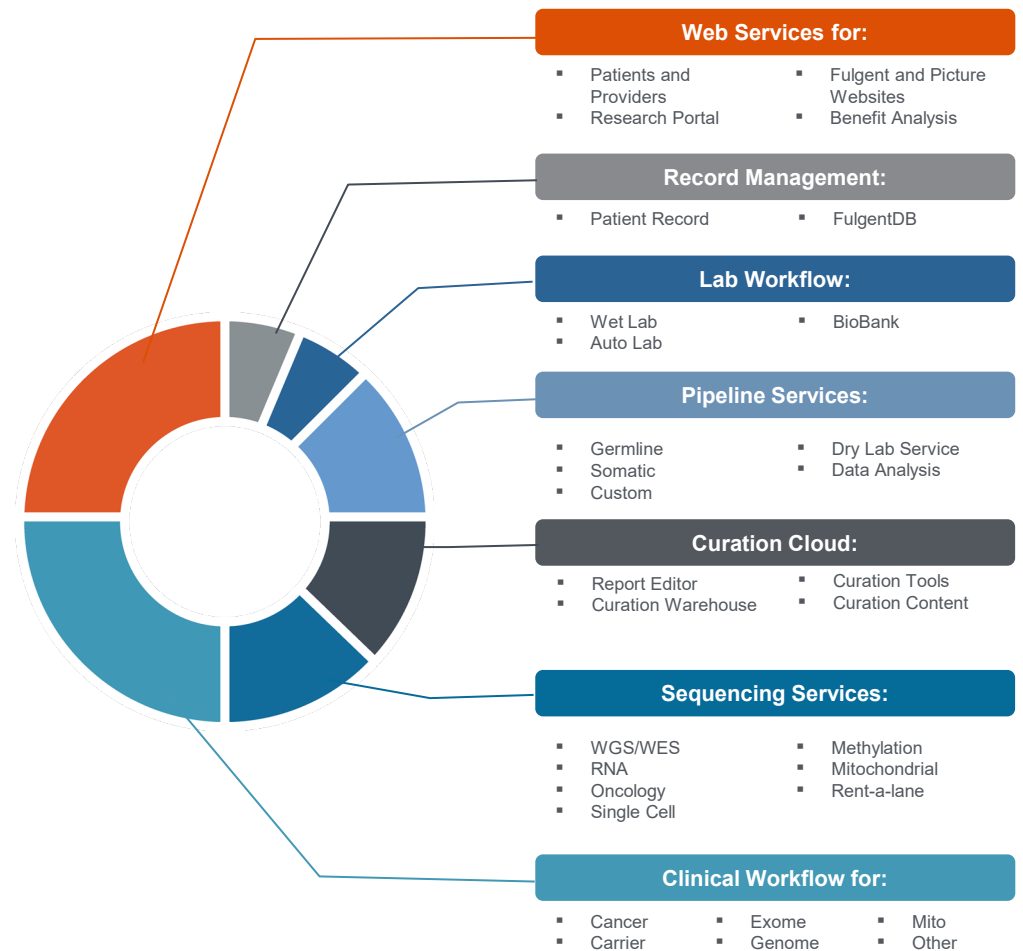 Web Services for:
Patients and
Providers
Research Portal
Fulgent and Picture
Websites
Benefit Analysis
Record Management:
Patient Record
FulgentDB
Lab Workflow:
Wet Lab
Auto Lab
BioBank
Pipeline Services:
Germline
Somatic
Custom
Dry Lab Service
Data Analysis
Curation Cloud:
Report Editor
Curation Warehouse
Curation Tools
Curation Content
Sequencing Services:
WGS/WES
RNA
Oncology
Single Cell
Methylation
Mitochondrial
Rent-a-lane
Clinical Workflow for:
Cancer
Carrier
Exome
Genome
Mito
Other